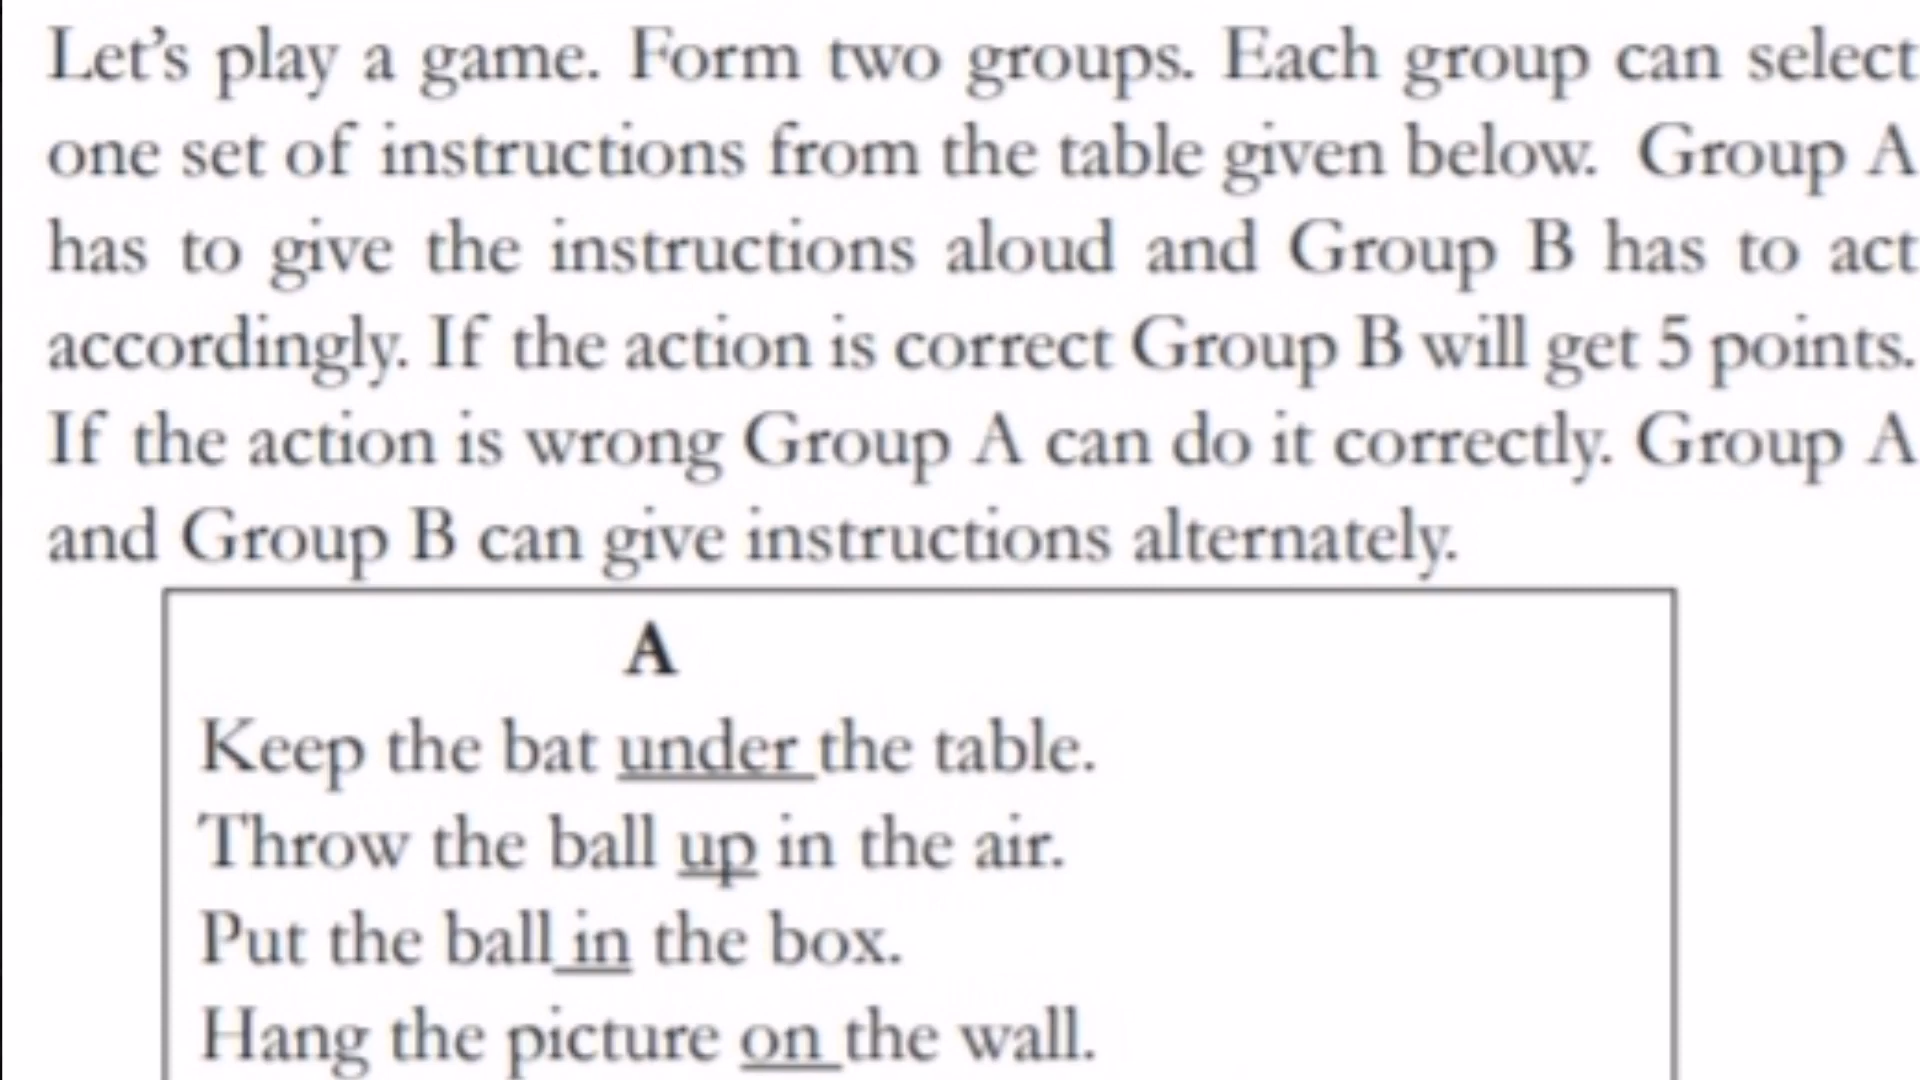 Let's play a game. Form two groups. Each group can select
one set of instructions from the table given below. Group A
has to give the instructions aloud and Group B has to act
accordingly. If the action is correct Group B will get 5 points.
If the action is wrong Group A can do it correctly. Group A
and Group B can give instructions alternately.
A
Keep the bat under the table.
Throw the ball up in the air.
Put the ball in the box.
Hang the picture on the wall.